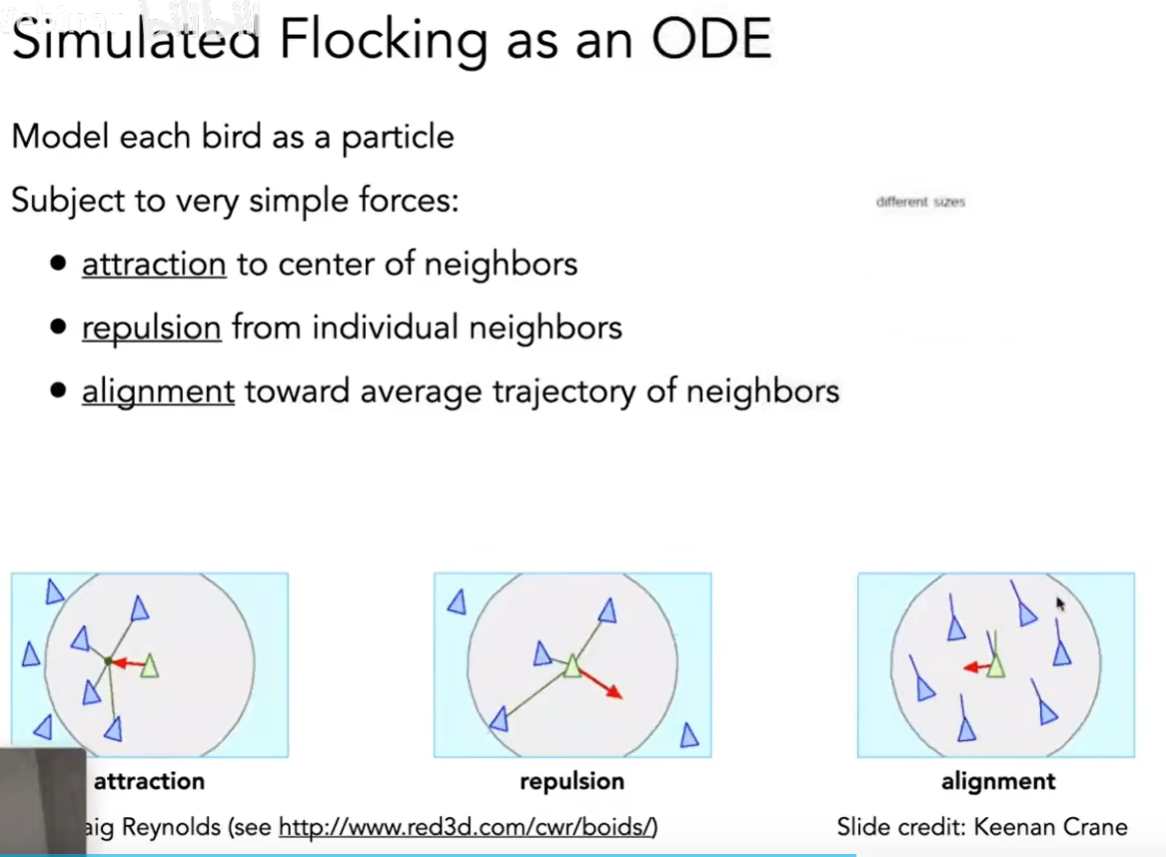 Simulated Flocking as an ODE
Model each bird as a particle
Subject to very simple forces:
different sizes
• attraction to center of neighbors
• repulsion from individual neighbors
• alignment toward average trajectory of neighbors
attraction
repulsion
alignment
aig Reynolds (see http://www.red3d.com/cwr/boids/)
Slide credit: Keenan Crane